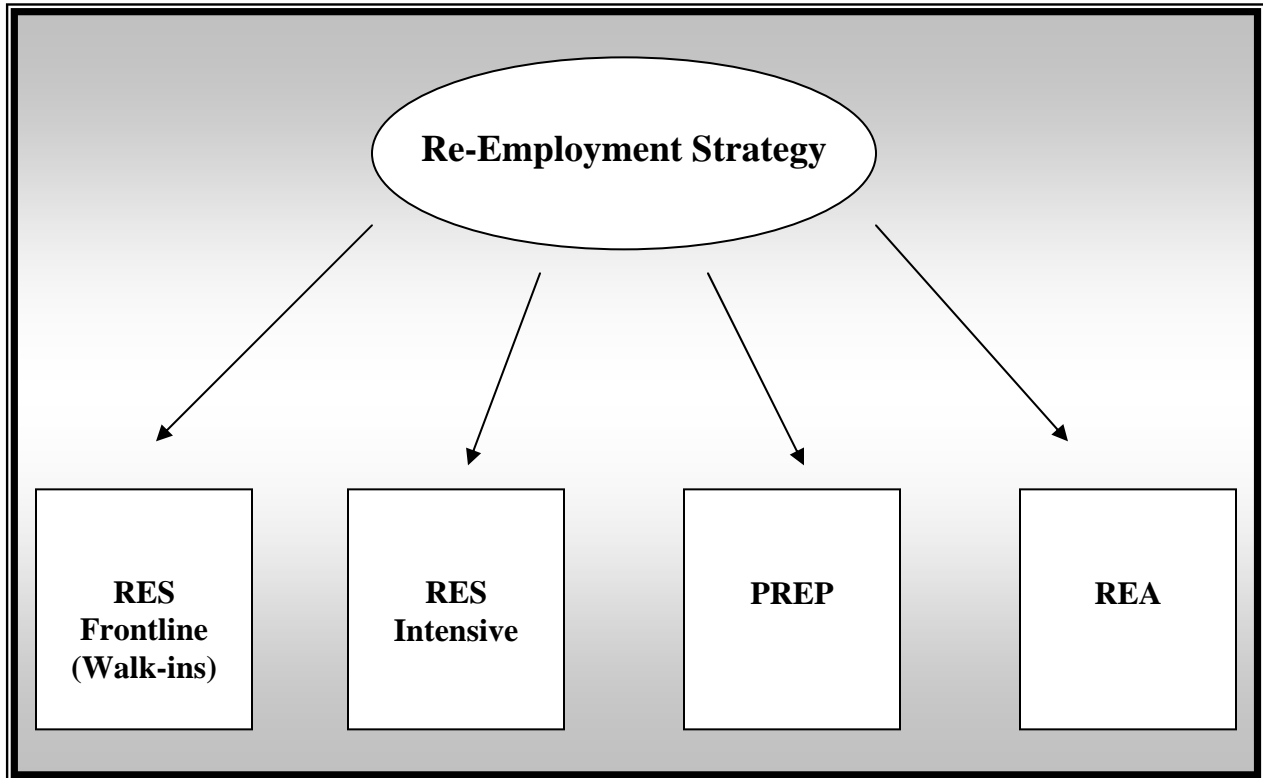 Re-Employment Strategy
RES
Frontline
(Walk-ins)
RES
Intensive
PREP
REA